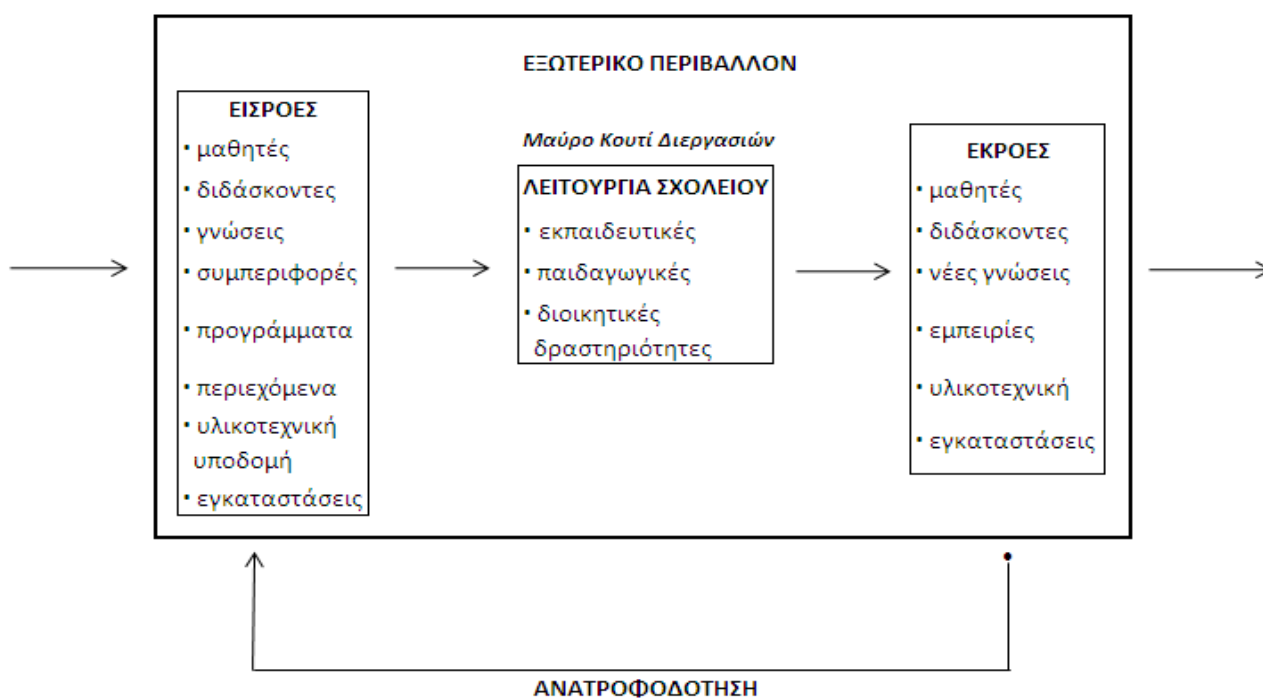 ΕΞΩΤΕΡΙΚΟ ΠΕΡΙΒΑΛΛΟΝ
ΕΙΣΡΟΕΣ
• μαθητές
• διδάσκοντες
• γνώσεις
• συμπεριφορές
• προγράμματα
• περιεχόμενα
• υλικοτεχνική
υποδομή
• εγκαταστάσεις
Μαύρο Κουτί Διεργασιών
ΛΕΙΤΟΥΡΓΙΑ ΣΧΟΛΕΙΟΥ
• εκπαιδευτικές
• παιδαγωγικές
• διοικητικές
δραστηριότητες
ΕΚΡΟΕΣ
• μαθητές
• διδάσκοντες
• νέες γνώσεις
• εμπειρίες
• υλικοτεχνική
• εγκαταστάσεις
ΑΝΑΤΡΟΦΟΔΟΤΗΣΗ